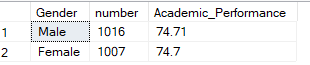 Gender number Academic_Performance
1 Male 1016 74.71
2 Female 1007 74.7